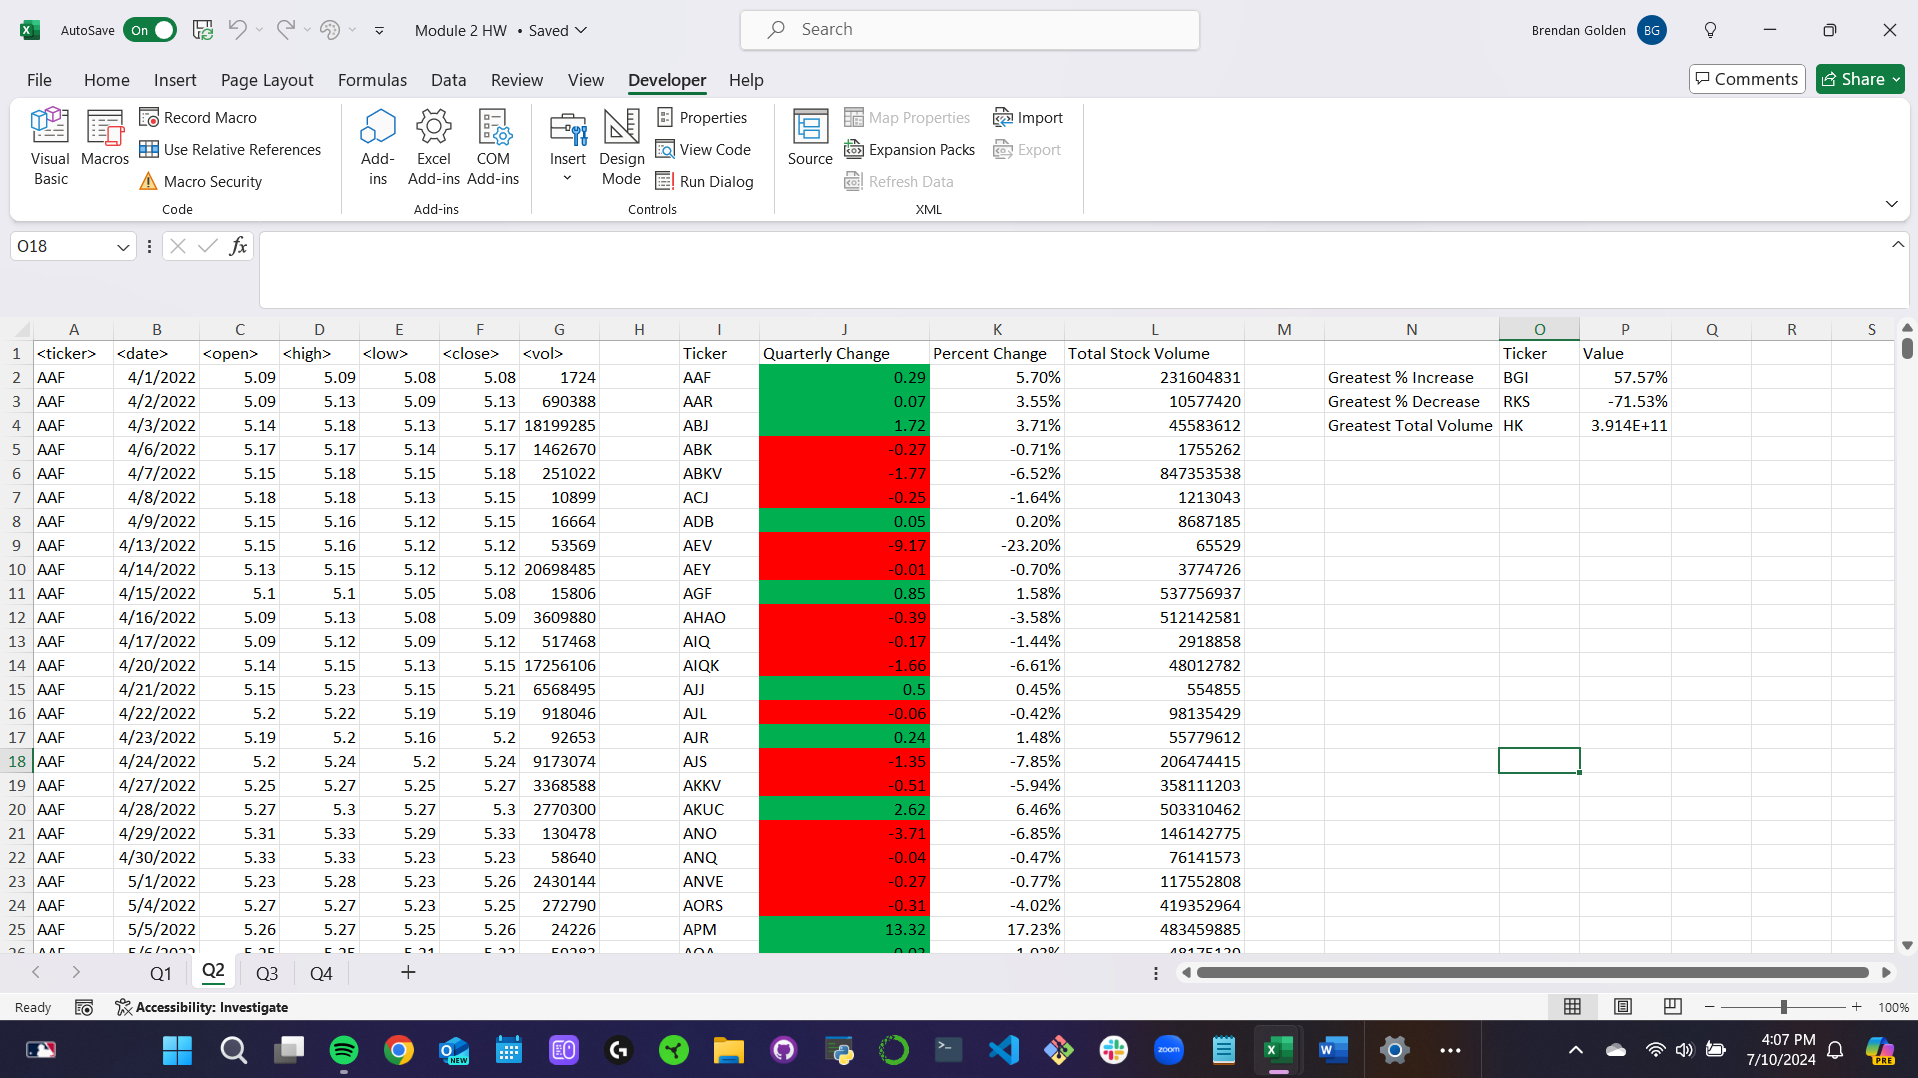 AutoSave On Module 2 HW • Saved Search Brendan Golden BG
File Home Insert Page Layout Formulas Data Review View Developer Help Comments Share
Visual Basic Macros Record Macro Use Relative References Macro Security Code
Add-ins Excel Add-ins COM Add-ins Add-ins
Insert Design Mode Properties View Code Run Dialog Controls
Source Map Properties Expansion Packs Refresh Data Import Export XML
O18 fx
A B C D E F G H I J K L M N O P Q R S
1 <ticker> <date> <open> <high> <low> <close> <vol> Ticker Quarterly Change Percent Change Total Stock Volume Ticker Value
2 AAF 4/1/2022 5.09 5.09 5.08 5.08 1724 AAF 0.29 5.70% 231604831 Greatest % Increase BGI 57.57%
3 AAF 4/2/2022 5.09 5.13 5.09 5.13 690388 AAR 0.07 3.55% 10577420 Greatest % Decrease RKS -71.53%
4 AAF 4/3/2022 5.14 5.18 5.13 5.17 18199285 ABJ 1.72 3.71% 45583612 Greatest Total Volume HK 3.914E+11
5 AAF 4/6/2022 5.17 5.17 5.14 5.17 1462670 ABK -0.27 -0.71% 1755262
6 AAF 4/7/2022 5.15 5.18 5.15 5.18 251022 ABKV -1.77 -6.52% 847353538
7 AAF 4/8/2022 5.18 5.18 5.13 5.15 10899 ACJ -0.25 -1.64% 1213043
8 AAF 4/9/2022 5.15 5.16 5.12 5.15 16664 ADB 0.05 0.20% 8687185
9 AAF 4/13/2022 5.15 5.16 5.12 5.12 53569 AEV -9.17 -23.20% 65529
10 AAF 4/14/2022 5.13 5.15 5.12 5.12 20698485 AEY -0.01 -0.70% 3774726
11 AAF 4/15/2022 5.1 5.1 5.05 5.08 15806 AGF 0.85 1.58% 537756937
12 AAF 4/16/2022 5.09 5.13 5.08 5.09 3609880 AHAO -0.39 -3.58% 512142581
13 AAF 4/17/2022 5.09 5.12 5.09 5.12 517468 AIQ -0.17 -1.44% 2918858
14 AAF 4/20/2022 5.14 5.15 5.13 5.15 17256106 AIQK -1.66 -6.61% 48012782
15 AAF 4/21/2022 5.15 5.23 5.15 5.21 6568495 AJJ 0.5 0.45% 554855
16 AAF 4/22/2022 5.2 5.22 5.19 5.19 918046 AJL -0.06 -0.42% 98135429
17 AAF 4/23/2022 5.19 5.2 5.16 5.2 92653 AJR 0.24 1.48% 55779612
18 AAF 4/24/2022 5.2 5.24 5.2 5.24 9173074 AJS -1.35 -7.85% 206474415
19 AAF 4/27/2022 5.25 5.27 5.25 5.27 3368588 AKKV -0.51 -5.94% 358111203
20 AAF 4/28/2022 5.27 5.3 5.27 5.3 2770300 AKUC 2.62 6.46% 503310462
21 AAF 4/29/2022 5.31 5.33 5.29 5.33 130478 ANO -3.71 -6.85% 146142775
22 AAF 4/30/2022 5.33 5.33 5.23 5.23 58640 ANQ -0.04 -0.47% 76141573
23 AAF 5/1/2022 5.23 5.28 5.23 5.26 2430144 ANVE -0.27 -0.77% 117552808
24 AAF 5/4/2022 5.27 5.27 5.23 5.25 272790 AORS -0.31 -4.02% 419352964
25 AAF 5/5/2022 5.26 5.27 5.25 5.26 24226 APM 13.32 17.23% 483459885
Q1 Q2 Q3 Q4
Ready Accessibility: Investigate 100%
NEW zoom PRE 4:07 PM
7/10/2024